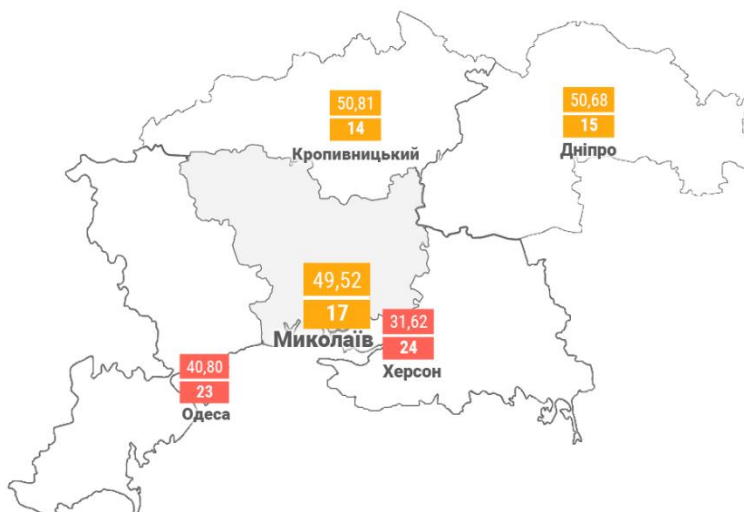 50,81
14
Кропивницький
50,68
15
Дніпро
49,52
17
Миколаїв
31,62
24
Херсон
40,80
23
Одеса